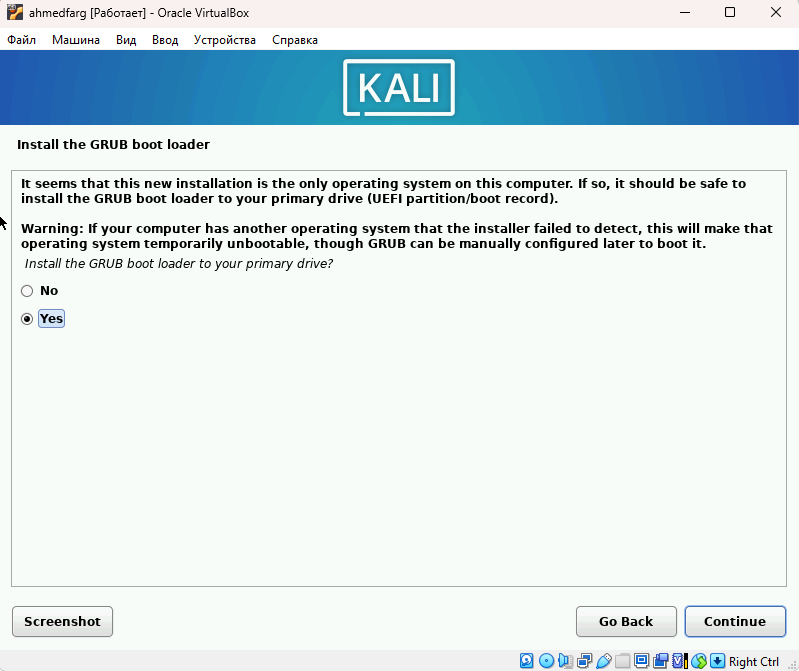 ahmedfarg [Работает] - Oracle VirtualBox
Файл Машина Вид Ввод Устройства Справка
KALI
Install the GRUB boot loader
It seems that this new installation is the only operating system on this computer. If so, it should be safe to
install the GRUB boot loader to your primary drive (UEFI partition/boot record).
Warning: If your computer has another operating system that the installer failed to detect, this will make that
operating system temporarily unbootable, though GRUB can be manually configured later to boot it.
Install the GRUB boot loader to your primary drive?
No
Yes
Screenshot Go Back Continue
Right Ctrl